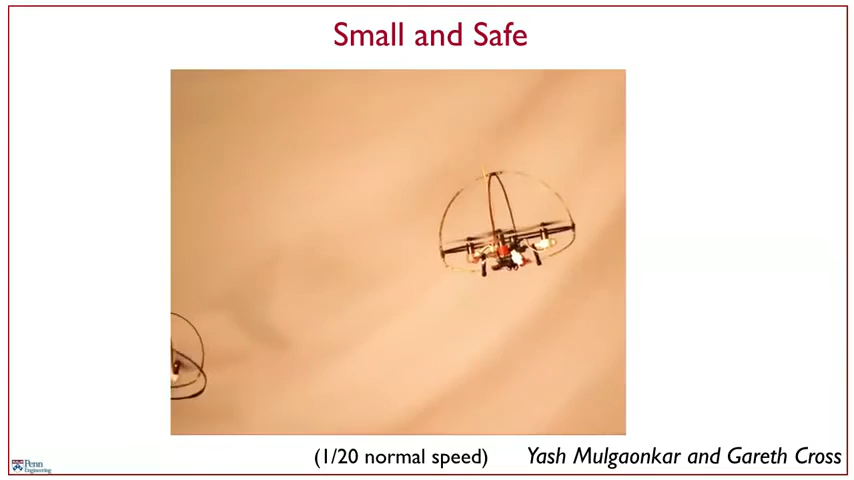 Small and Safe
(1/20 normal speed)
Yash Mulgaonkar and Gareth Cross
Penn
Engineering